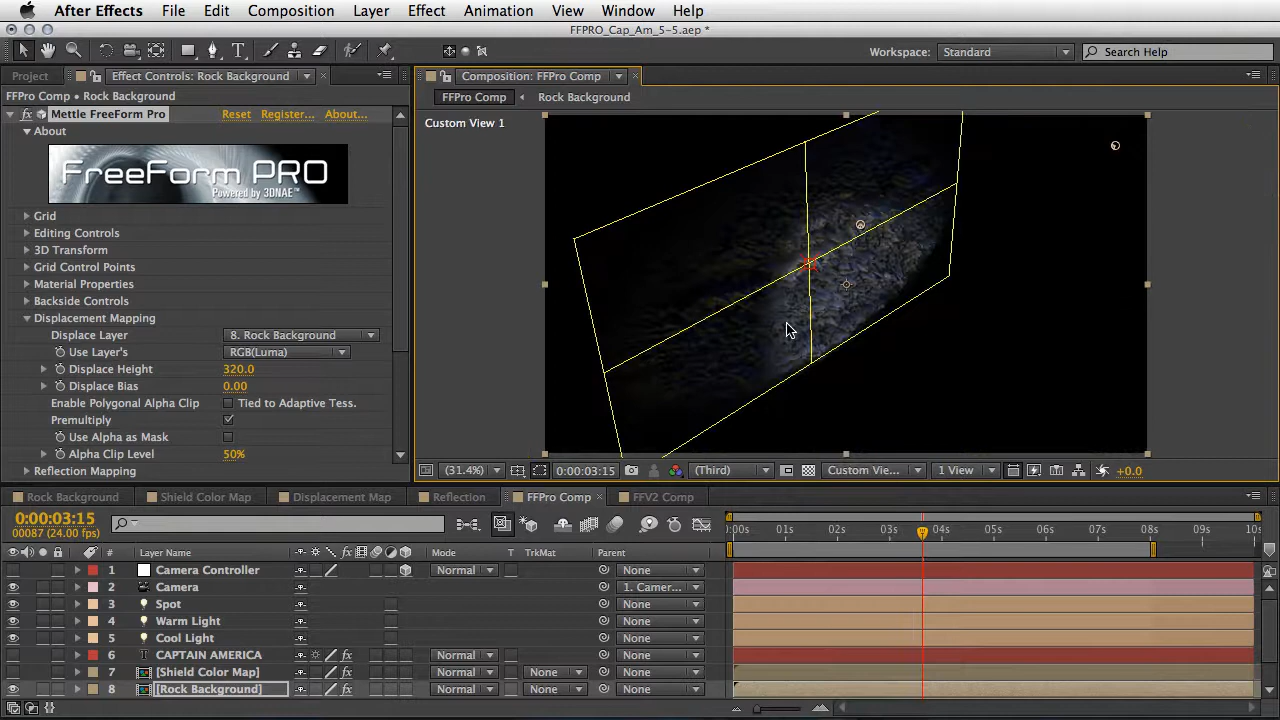 After Effects File Edit Composition Layer Effect Animation View Window Help
FFPRO_Cap_Am_5-5.aep *
T Workspace: Standard Search Help
Project Effect Controls: Rock Background Composition: FFPro Comp
FFPro Comp • Rock Background FFPro Comp Rock Background
fx Mettle FreeForm Pro Reset Register... About...
Custom View 1
About
FreeForm PRO
Powered by 3DNAE™
Grid
Editing Controls
3D Transform
Grid Control Points
Material Properties
Backside Controls
Displacement Mapping
Displace Layer 8. Rock Background
Use Layer's RGB(Luma)
Displace Height 320.0
Displace Bias 0.00
Enable Polygonal Alpha Clip Tied to Adaptive Tess.
Premultiply
Use Alpha as Mask
Alpha Clip Level 50%
Reflection Mapping
(31.4%) 0:00:03:15 (Third) Custom Vie... 1 View +0.0
Rock Background Shield Color Map Displacement Map Reflection FFPro Comp FFV2 Comp
0:00:03:15
00087 (24.00 fps)
01s 02s 03s 04s 05s 06s 07s 08s 09s 10s
# Layer Name fx Mode T TrkMat Parent
1 Camera Controller Normal None
2 Camera 1. Camer...
3 Spot None
4 Warm Light None
5 Cool Light None
6 T CAPTAIN AMERICA fx Normal None
7 [Shield Color Map] fx Normal None None
8 [Rock Background] fx Normal None None